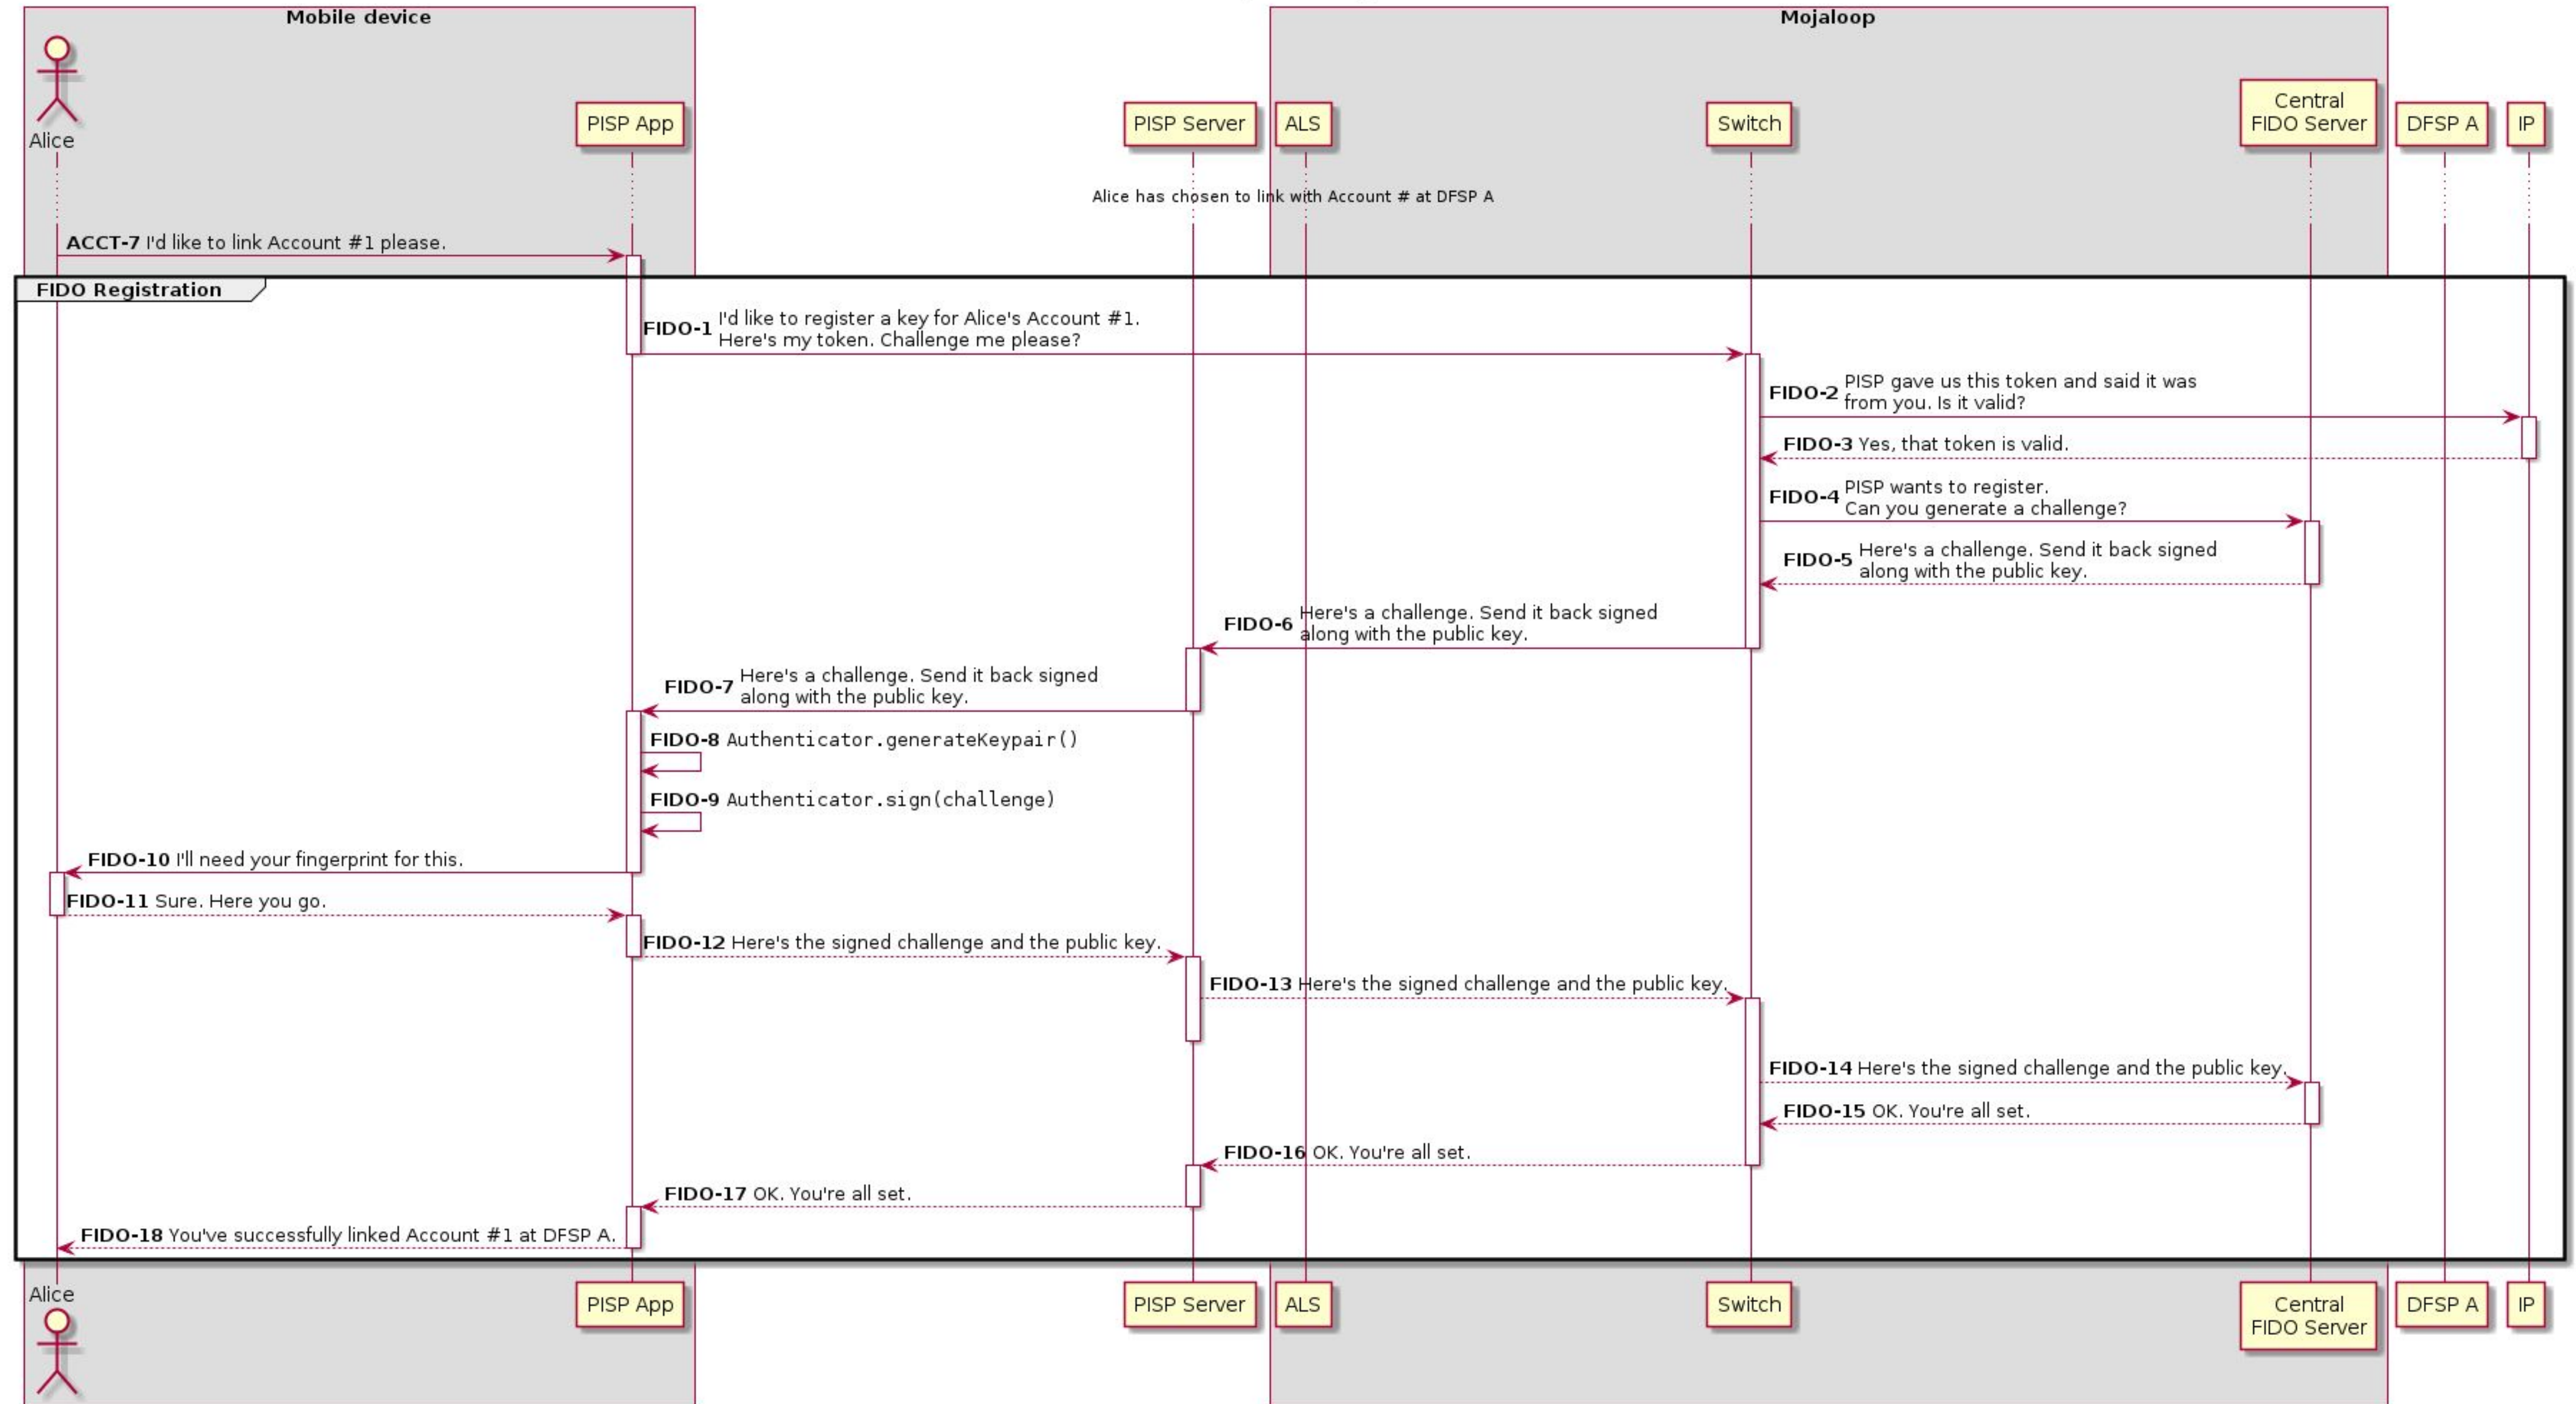 Mobile device
Mojaloop
Alice
PISP App
PISP Server
ALS
Switch
Central
FIDO Server
DFSP A
IP
Alice has chosen to link with Account # at DFSP A
ACCT-7 I'd like to link Account #1 please.
FIDO Registration
FIDO-1 I'd like to register a key for Alice's Account #1.
Here's my token. Challenge me please?
FIDO-2 PISP gave us this token and said it was
from you. Is it valid?
FIDO-3 Yes, that token is valid.
FIDO-4 PISP wants to register.
Can you generate a challenge?
FIDO-5 Here's a challenge. Send it back signed
along with the public key.
FIDO-6 Here's a challenge. Send it back signed
along with the public key.
FIDO-7 Here's a challenge. Send it back signed
along with the public key.
FIDO-8 Authenticator.generateKeypair()
FIDO-9 Authenticator.sign(challenge)
FIDO-10 I'll need your fingerprint for this.
FIDO-11 Sure. Here you go.
FIDO-12 Here's the signed challenge and the public key.
FIDO-13 Here's the signed challenge and the public key.
FIDO-14 Here's the signed challenge and the public key.
FIDO-15 OK. You're all set.
FIDO-16 OK. You're all set.
FIDO-17 OK. You're all set.
FIDO-18 You've successfully linked Account #1 at DFSP A.
Alice
PISP App
PISP Server
ALS
Switch
Central
FIDO Server
DFSP A
IP